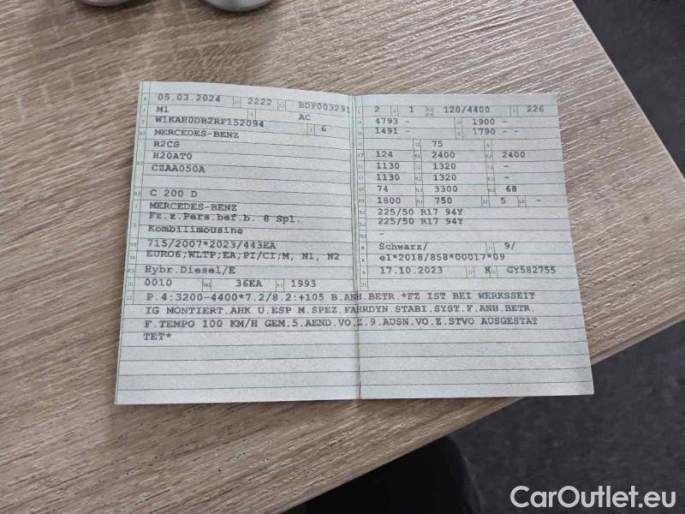 05.03.2024 2222 BDF003291
M1 AC
W1KAH0DB2RF152094 6
MERCEDES-BENZ
R2CS
H20AT0
CZAA050A
C 200 D
MERCEDES-BENZ
Fz.z.Pers.bef.b. 8 Spl.
Kombilimousine
715/2007*2023/443EA
EURO6;WLTP;EA;PI/CI;M, N1, N2
Hybr.Diesel/E
0010 36EA 1993
2 1 120/4400 226
4793 - 1900 -
1491 - 1790 - -
75
124 2400 2400
1130 1320 -
1130 1320 -
74 3300 68
1800 750 5 -
225/50 R17 94Y
225/50 R17 94Y
-
Schwarz/ 9/
e1*2018/858*00017*09
17.10.2023 K GY582755
P.4:3200-4400*7.2/8.2:+105 B.ANH.BETR.*FZ IST BEI WERKSSEIT
IG MONTIERT.AHK U.ESP M.SPEZ.FAHRDYN.STABI.SYST.F.ANH.BETR.
F.TEMPO 100 KM/H GEM.5.AEND.VO.Z.9.AUSN.VO.Z.STVO AUSGESTAT
TET*
CarOutlet.eu